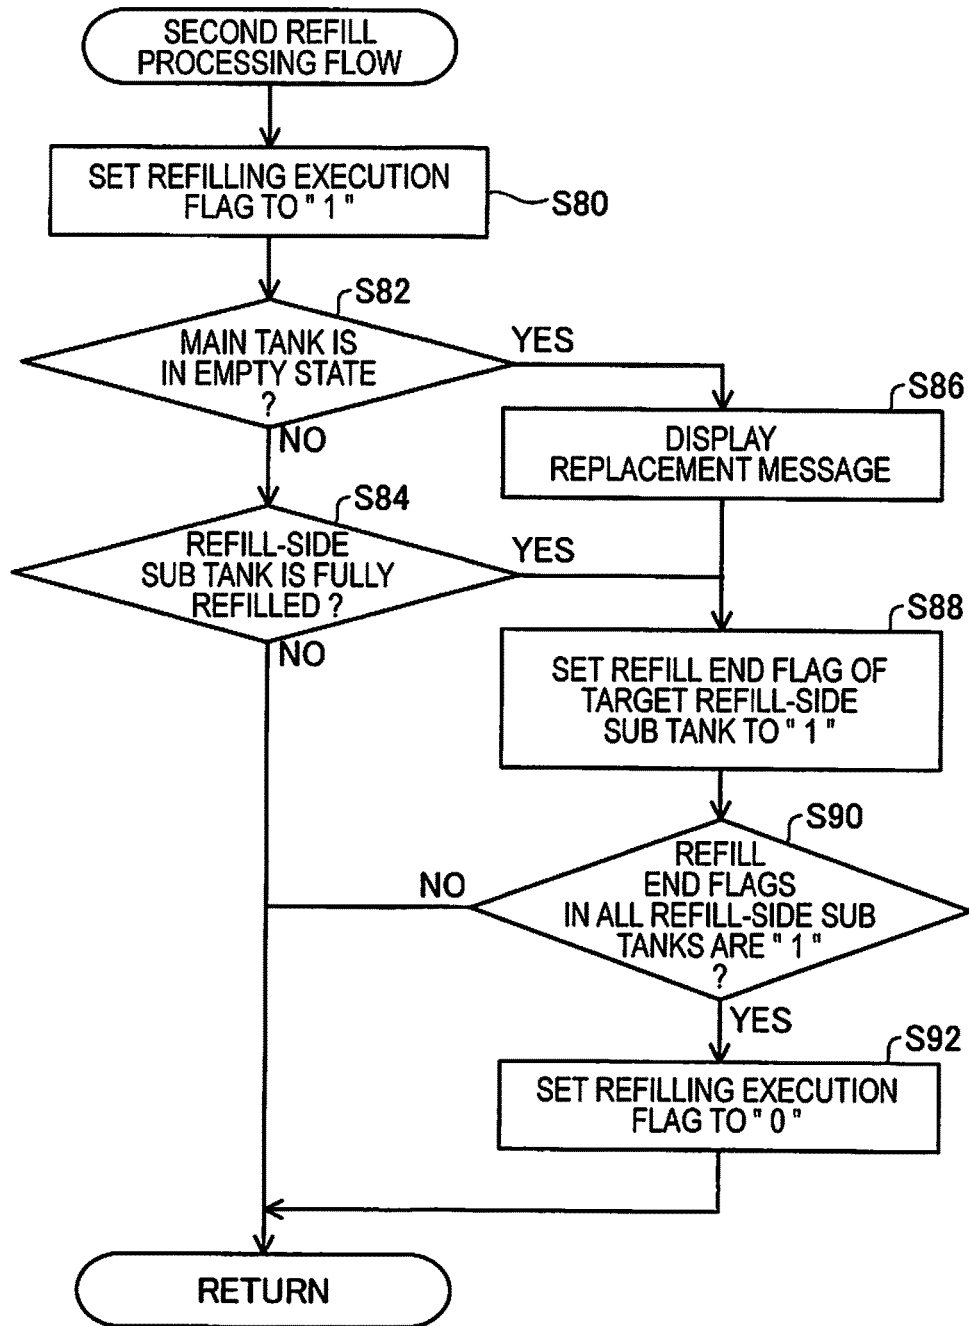 SECOND REFILL
PROCESSING FLOW
SET REFILLING EXECUTION
FLAG TO " 1 "
S80
S82
MAIN TANK IS
IN EMPTY STATE
?
YES
NO
S86
DISPLAY
REPLACEMENT MESSAGE
S84
REFILL-SIDE
SUB TANK IS FULLY
REFILLED ?
YES
NO
S88
SET REFILL END FLAG OF
TARGET REFILL-SIDE
SUB TANK TO " 1 "
S90
REFILL
END FLAGS
IN ALL REFILL-SIDE SUB
TANKS ARE " 1 "
?
NO
YES
S92
SET REFILLING EXECUTION
FLAG TO " 0 "
RETURN